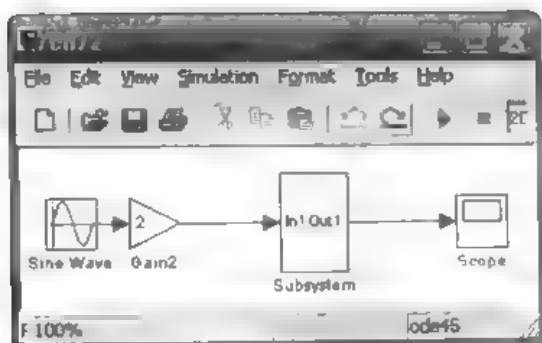 File Edit View Simulation Format Tools Help
2
In1 Out1
Sine Wave Gain2
Scope
Subsystem
100%
ode45